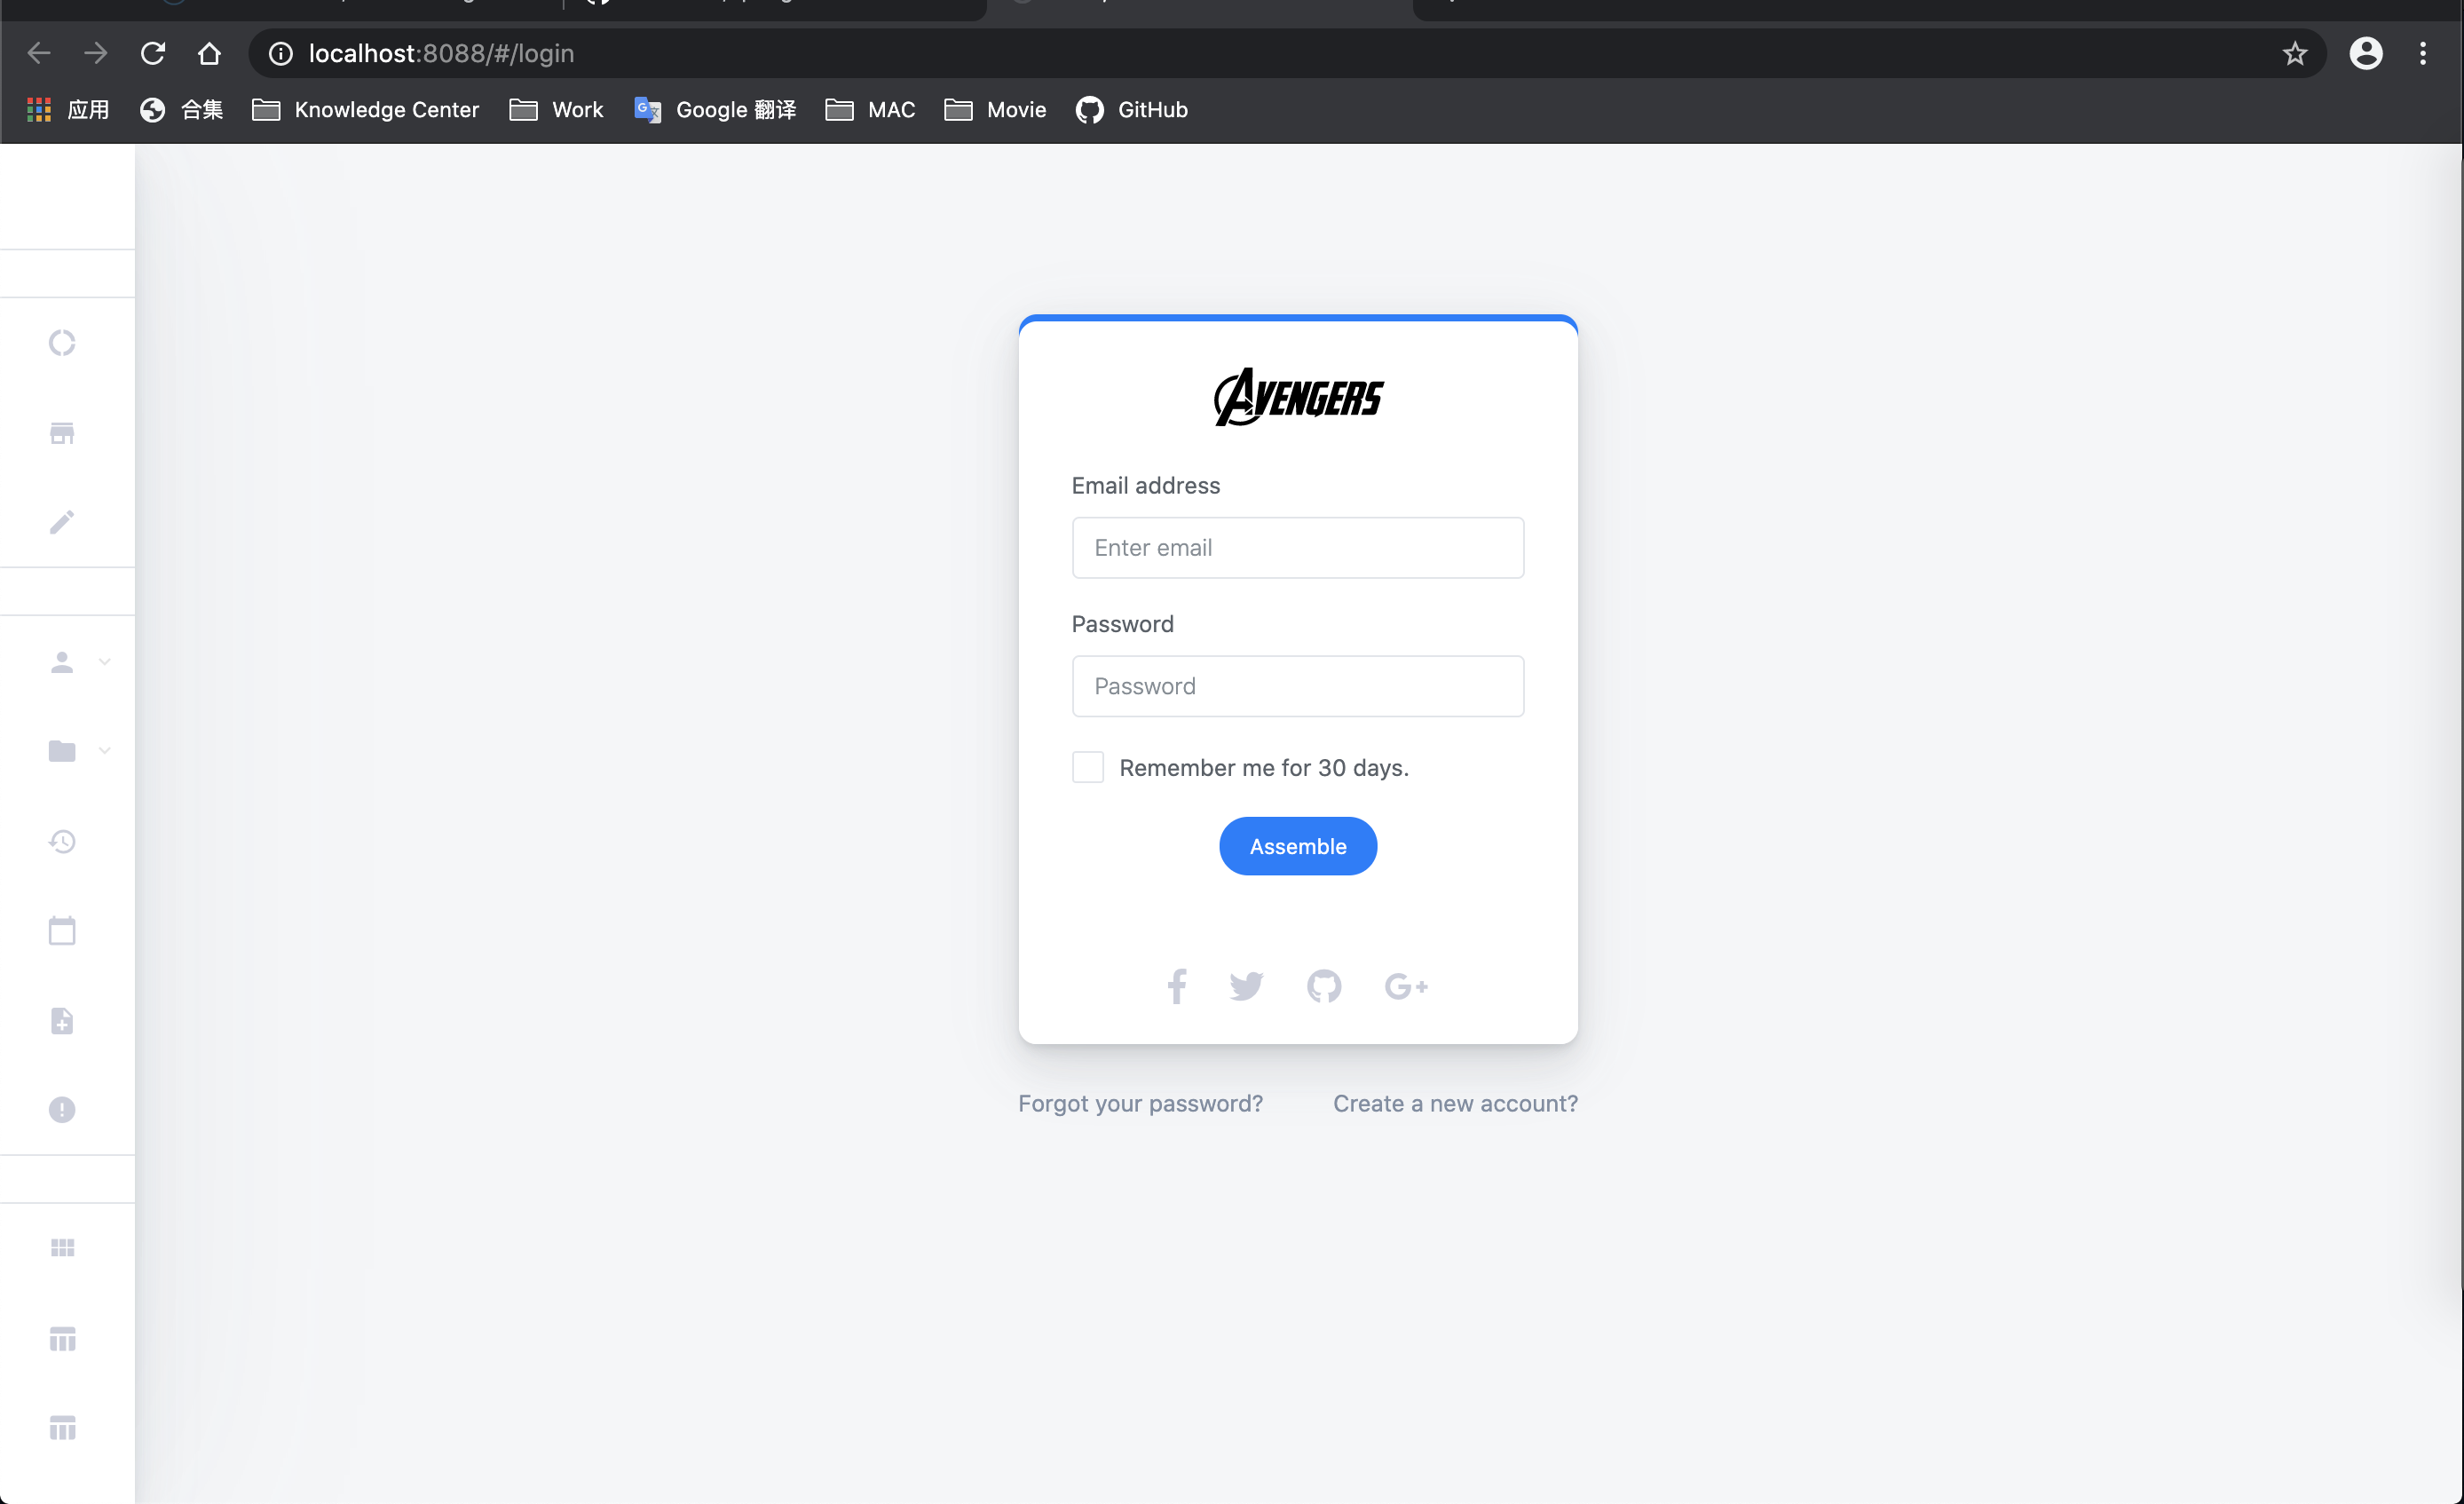 localhost:8088/#/login
应用 合集 Knowledge Center Work Google 翻译 MAC Movie GitHub
AVENGERS
Email address
Enter email
Password
Password
Remember me for 30 days.
Assemble
Forgot your password? Create a new account?